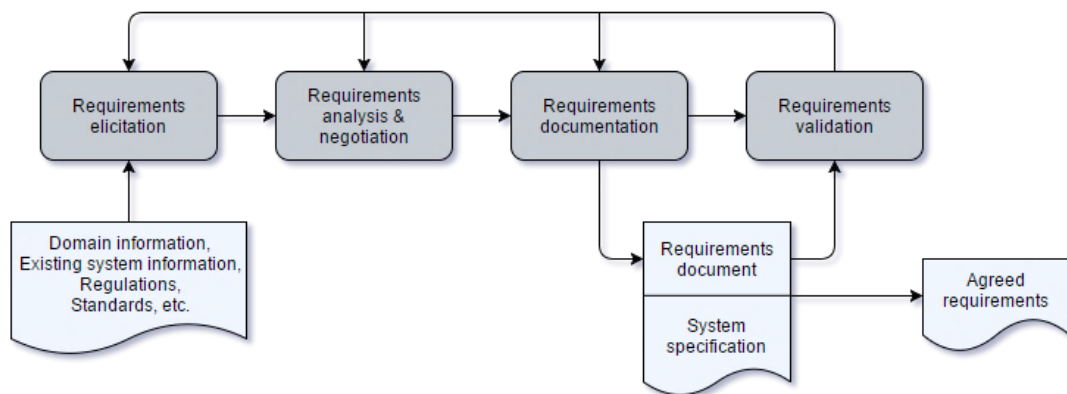 Requirements
elicitation
Requirements
analysis &
negotiation
Requirements
documentation
Requirements
validation
Domain information,
Existing system information,
Regulations,
Standards, etc.
Requirements
document
System
specification
Agreed
requirements